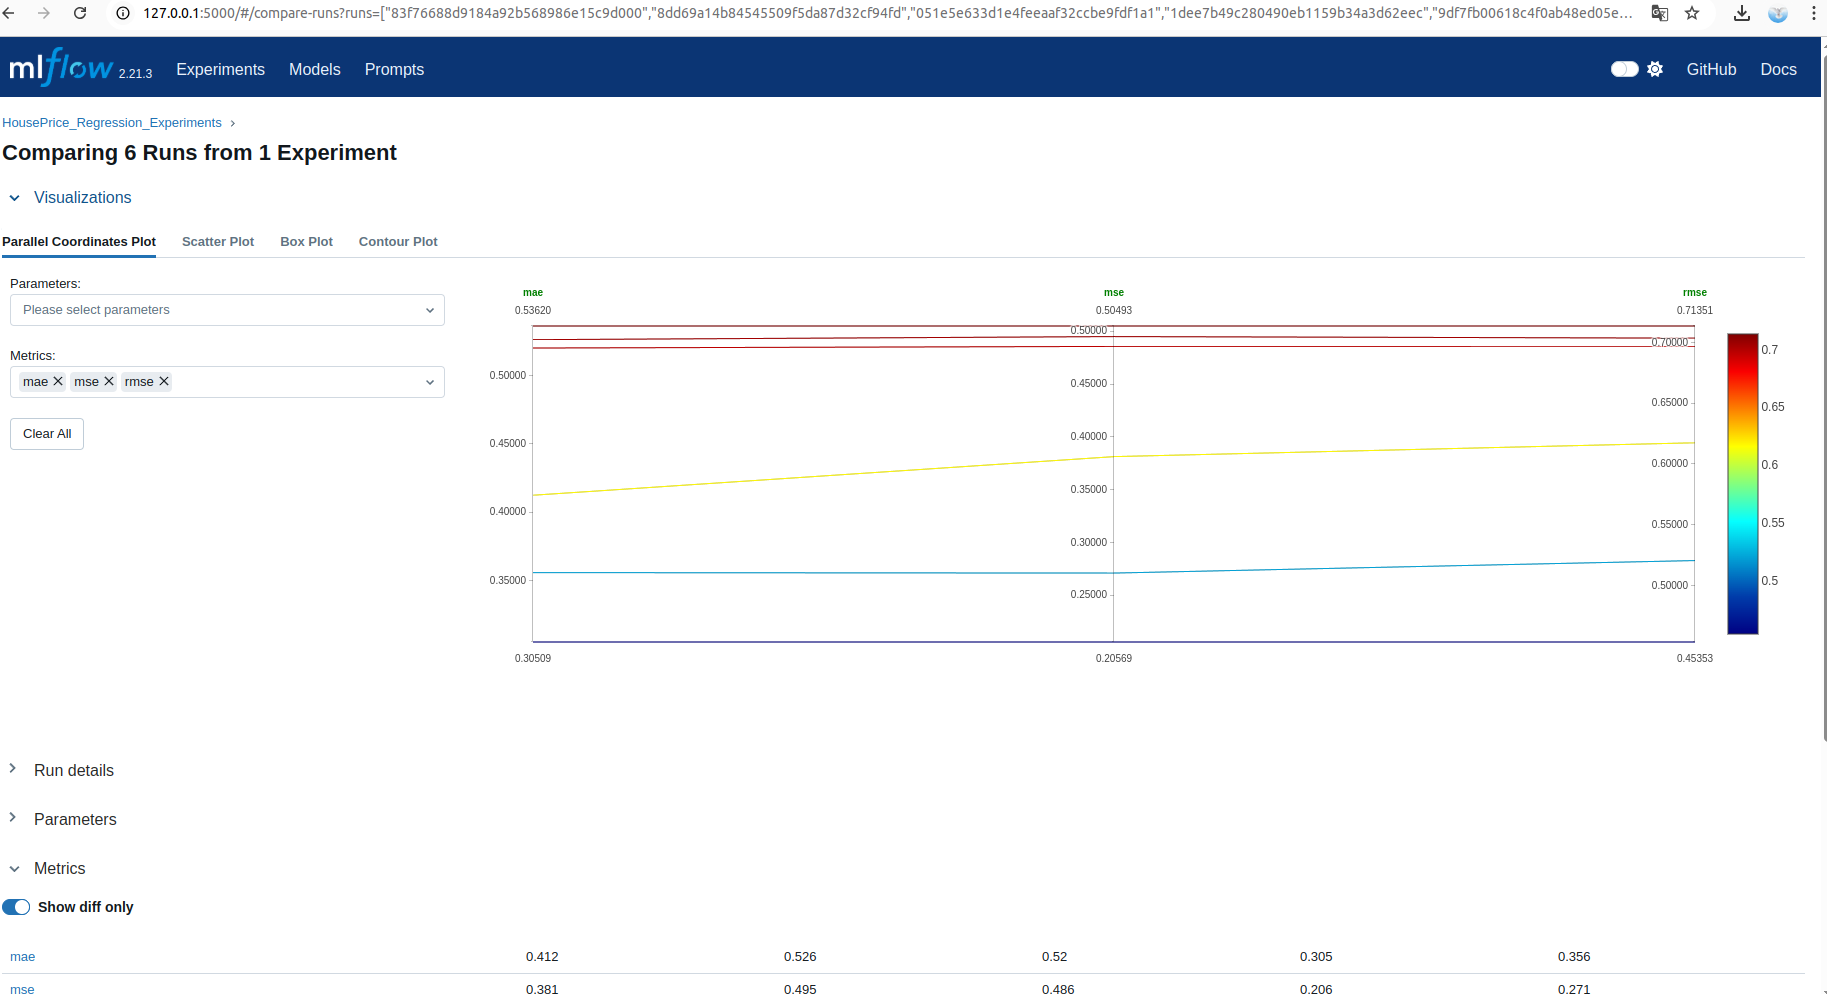 127.0.0.1:5000/#/compare-runs?runs=["83f76688d9184a92b568986e15c9d000","8dd69a14b84545509f5da87d32cf94fd","051e5e633d1e4feeaaf32ccbe9fdf1a1","1dee7b49c280490eb1159b34a3d62eec","9df7fb00618c4f0ab48ed05e...
mlflow 2.21.3 Experiments Models Prompts GitHub Docs
HousePrice_Regression_Experiments
Comparing 6 Runs from 1 Experiment
Visualizations
Parallel Coordinates Plot Scatter Plot Box Plot Contour Plot
Parameters:
Please select parameters
Metrics:
mae mse rmse
Clear All
mae mse rmse
0.53620 0.50493 0.71351
0.50000
0.45000
0.40000
0.35000
0.30509
0.50000
0.45000
0.40000
0.35000
0.30000
0.25000
0.20569
0.70000
0.65000
0.60000
0.55000
0.50000
0.45353
0.7
0.65
0.6
0.55
0.5
Run details
Parameters
Metrics
Show diff only
mae 0.412 0.526 0.52 0.305 0.356
mse 0.381 0.495 0.486 0.206 0.271